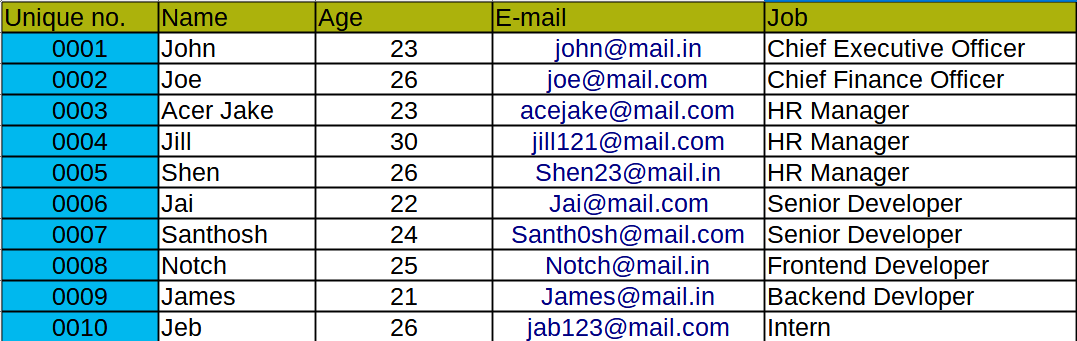 Unique no. Name Age E-mail Job
0001 John 23 john@mail.in Chief Executive Officer
0002 Joe 26 joe@mail.com Chief Finance Officer
0003 Acer Jake 23 acejake@mail.com HR Manager
0004 Jill 30 jill121@mail.com HR Manager
0005 Shen 26 Shen23@mail.in HR Manager
0006 Jai 22 Jai@mail.com Senior Developer
0007 Santhosh 24 Santh0sh@mail.com Senior Developer
0008 Notch 25 Notch@mail.in Frontend Developer
0009 James 21 James@mail.in Backend Devloper
0010 Jeb 26 jab123@mail.com Intern